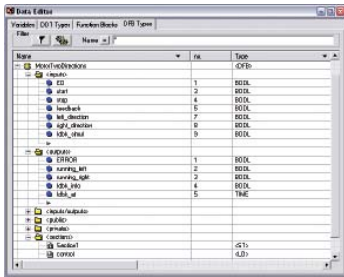 Data Editor
Variables DDT Types Function Blocks DFB Types
Filter
Name = *
Name no. Type
MotorTwoDirections <DFB>
<inputs>
EO 1 BOOL
start 3 BOOL
stop 4 BOOL
feedback 5 BOOL
left_direction 7 BOOL
right_direction 8 BOOL
fdbk_simul 9 BOOL
<outputs>
ERROR 1 BOOL
running_left 2 BOOL
running_right 3 BOOL
fdbk_info 4 BOOL
5 TIME
<inputs/outputs>
<public>
<private>
<sections>
Section1 <ST>
control <LD>